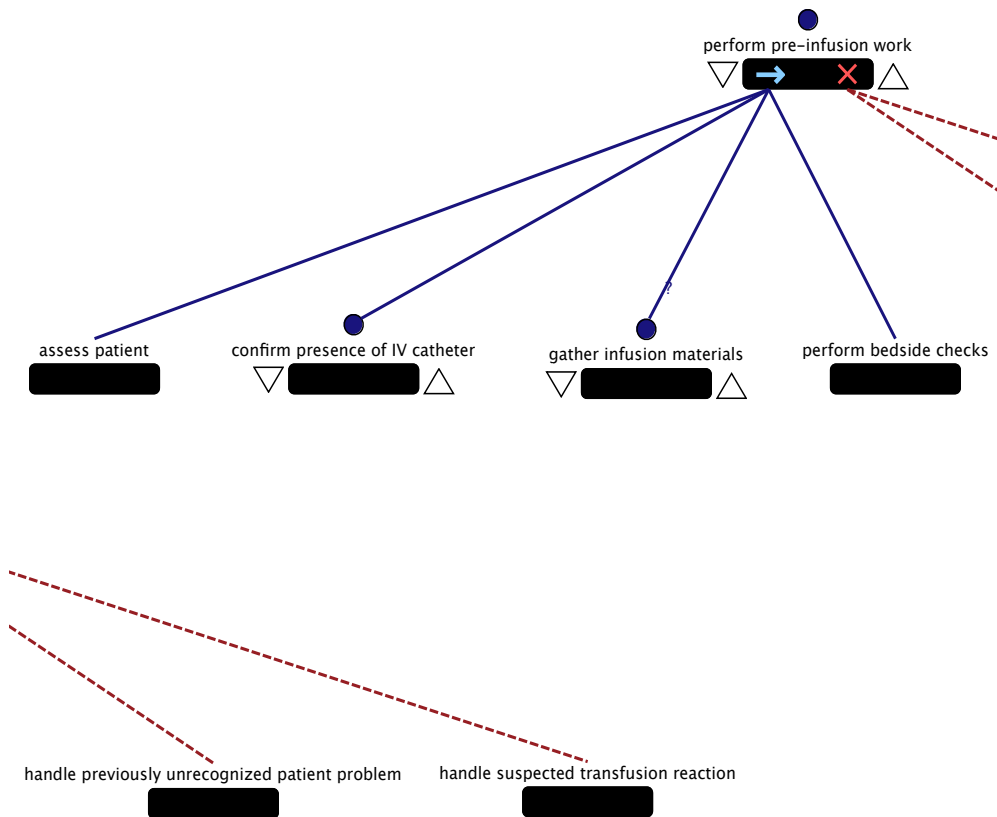 perform pre-infusion work
?
assess patient
confirm presence of IV catheter
gather infusion materials
perform bedside checks
handle previously unrecognized patient problem
handle suspected transfusion reaction